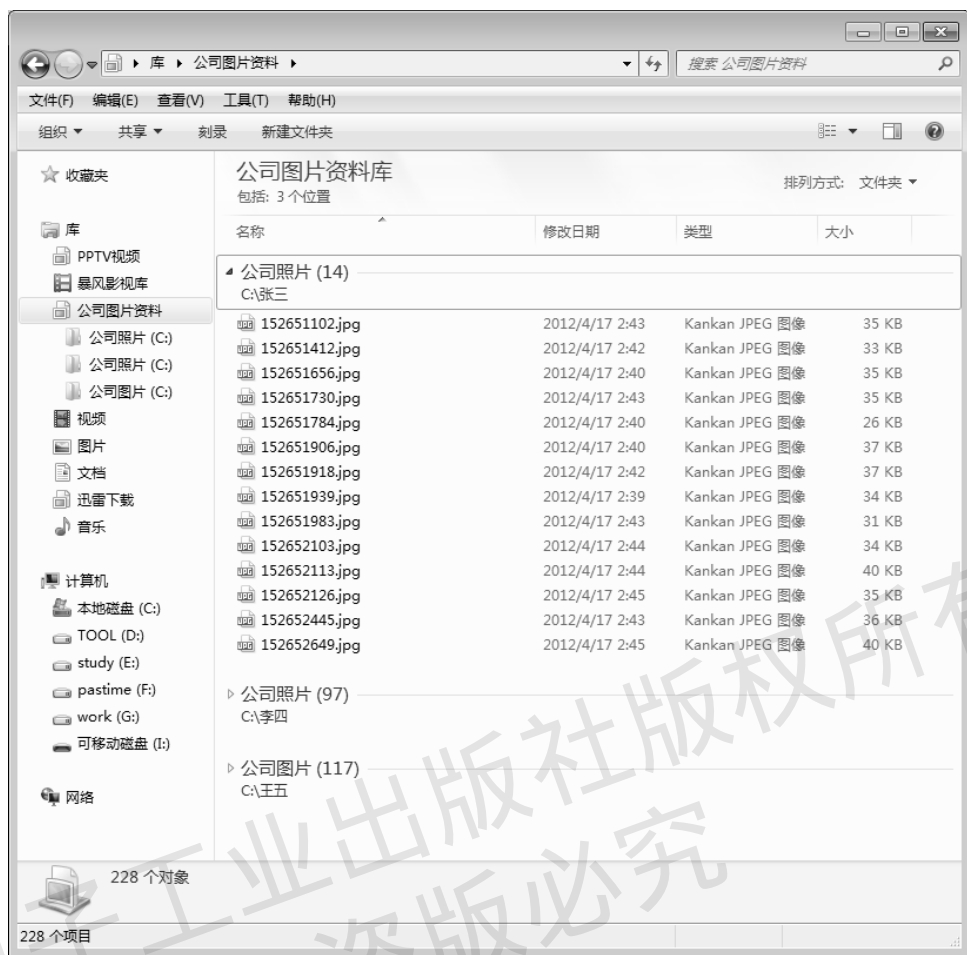 库 ▸ 公司图片资料 ▸
搜索 公司图片资料
文件(F) 编辑(E) 查看(V) 工具(T) 帮助(H)
组织 共享 刻录 新建文件夹
收藏夹
库
PPTV视频
暴风影视库
公司图片资料
公司照片 (C:)
公司照片 (C:)
公司图片 (C:)
视频
图片
文档
迅雷下载
音乐
计算机
本地磁盘 (C:)
TOOL (D:)
study (E:)
pastime (F:)
work (G:)
可移动磁盘 (I:)
网络
公司图片资料库
包括: 3 个位置
排列方式: 文件夹
名称 修改日期 类型 大小
公司照片 (14)
C:\张三
152651102.jpg 2012/4/17 2:43 Kankan JPEG 图像 35 KB
152651412.jpg 2012/4/17 2:42 Kankan JPEG 图像 33 KB
152651656.jpg 2012/4/17 2:40 Kankan JPEG 图像 35 KB
152651730.jpg 2012/4/17 2:43 Kankan JPEG 图像 35 KB
152651784.jpg 2012/4/17 2:40 Kankan JPEG 图像 26 KB
152651906.jpg 2012/4/17 2:40 Kankan JPEG 图像 37 KB
152651918.jpg 2012/4/17 2:42 Kankan JPEG 图像 37 KB
152651939.jpg 2012/4/17 2:39 Kankan JPEG 图像 34 KB
152651983.jpg 2012/4/17 2:43 Kankan JPEG 图像 31 KB
152652103.jpg 2012/4/17 2:44 Kankan JPEG 图像 34 KB
152652113.jpg 2012/4/17 2:44 Kankan JPEG 图像 40 KB
152652126.jpg 2012/4/17 2:45 Kankan JPEG 图像 35 KB
152652445.jpg 2012/4/17 2:43 Kankan JPEG 图像 36 KB
152652649.jpg 2012/4/17 2:45 Kankan JPEG 图像 40 KB
公司照片 (97)
C:\李四
公司图片 (117)
C:\王五
228 个对象
228 个项目
子工业出版社版权所有
盗版必究